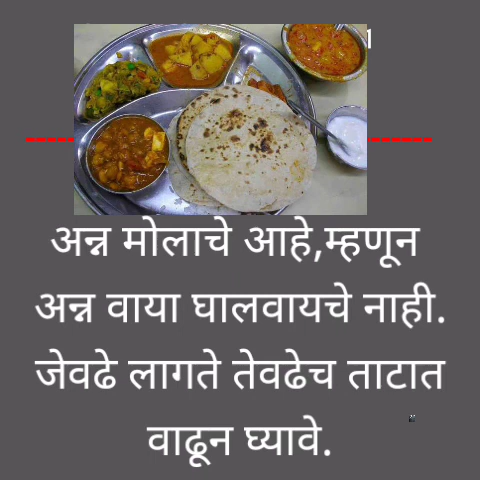 अन्न मोलाचे आहे,म्हणून
अन्न वाया घालवायचे नाही.
जेवढे लागते तेवढेच ताटात
वाढून घ्यावे.